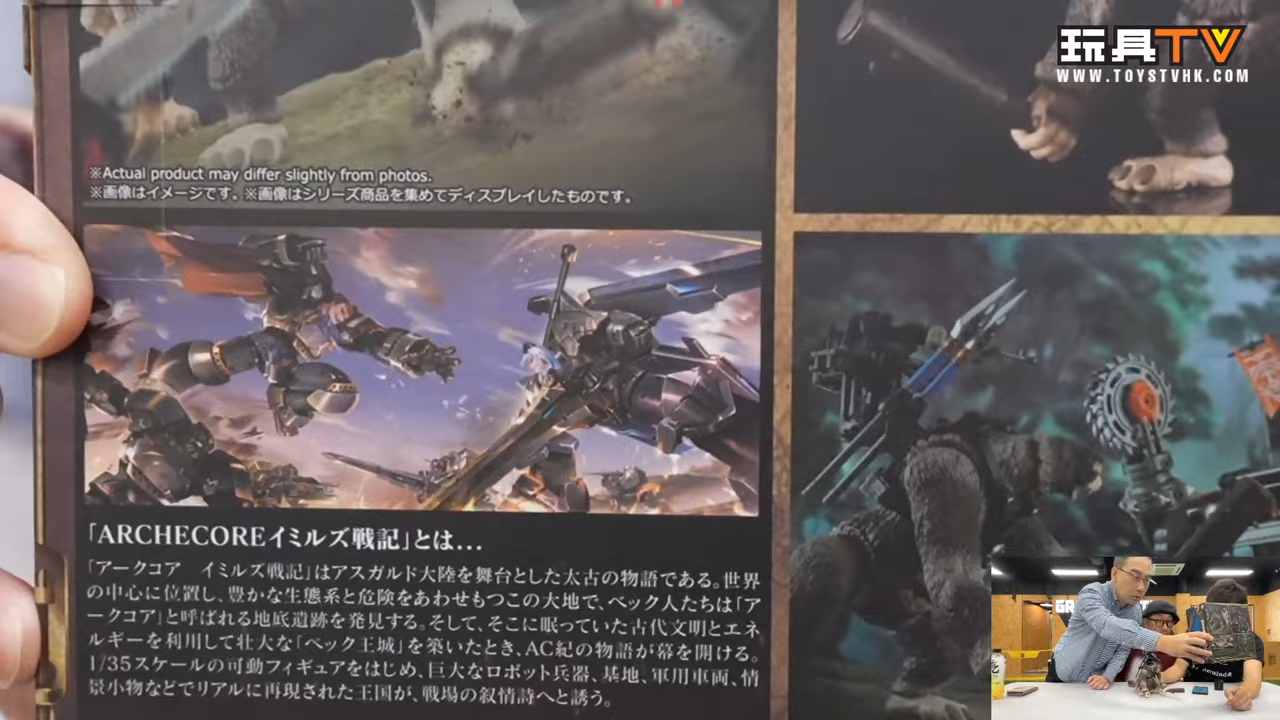 玩具TV
WWW.TOYSTVHK.COM
※Actual product may differ slightly from photos.
※画像はイメージです。※画像はシリーズ商品を集めてディスプレイしたものです。
「ARCHECOREイミルズ戦記」とは…
「アークコア　イミルズ戦記」はアスガルド大陸を舞台とした太古の物語である。世界
の中心に位置し、豊かな生態系と危険をあわせもつこの大地で、ベック人たちは「ア
ークコア」と呼ばれる地底遺跡を発見する。そして、そこに眠っていた古代文明とエネ
ルギーを利用して壮大な「ベック王城」を築いたとき、AC紀の物語が幕を開ける。
1/35スケールの可動フィギュアをはじめ、巨大なロボット兵器、基地、軍用車両、情
景小物などでリアルに再現された王国が、戦場の叙情詩へと誘う。